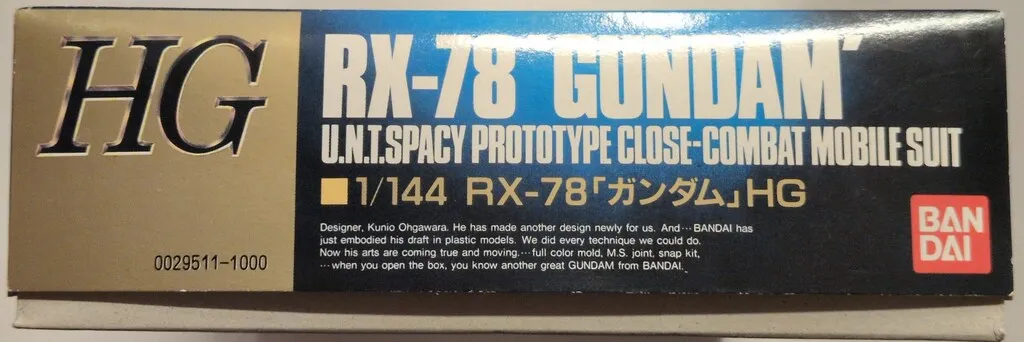 HG
0029511-1000
RX-78 'GUNDAM'
U.N.T.SPACY PROTOTYPE CLOSE-COMBAT MOBILE SUIT
1/144 RX-78「ガンダム」HG
Designer, Kunio Ohgawara. He has made another design newly for us. And…BANDAI has
just embodied his draft in plastic models. We did every technique we could do.
Now his arts are coming true and moving.…full color mold, M.S. joint, snap kit,
…when you open the box, you know another great GUNDAM from BANDAI.
BAN
DAI